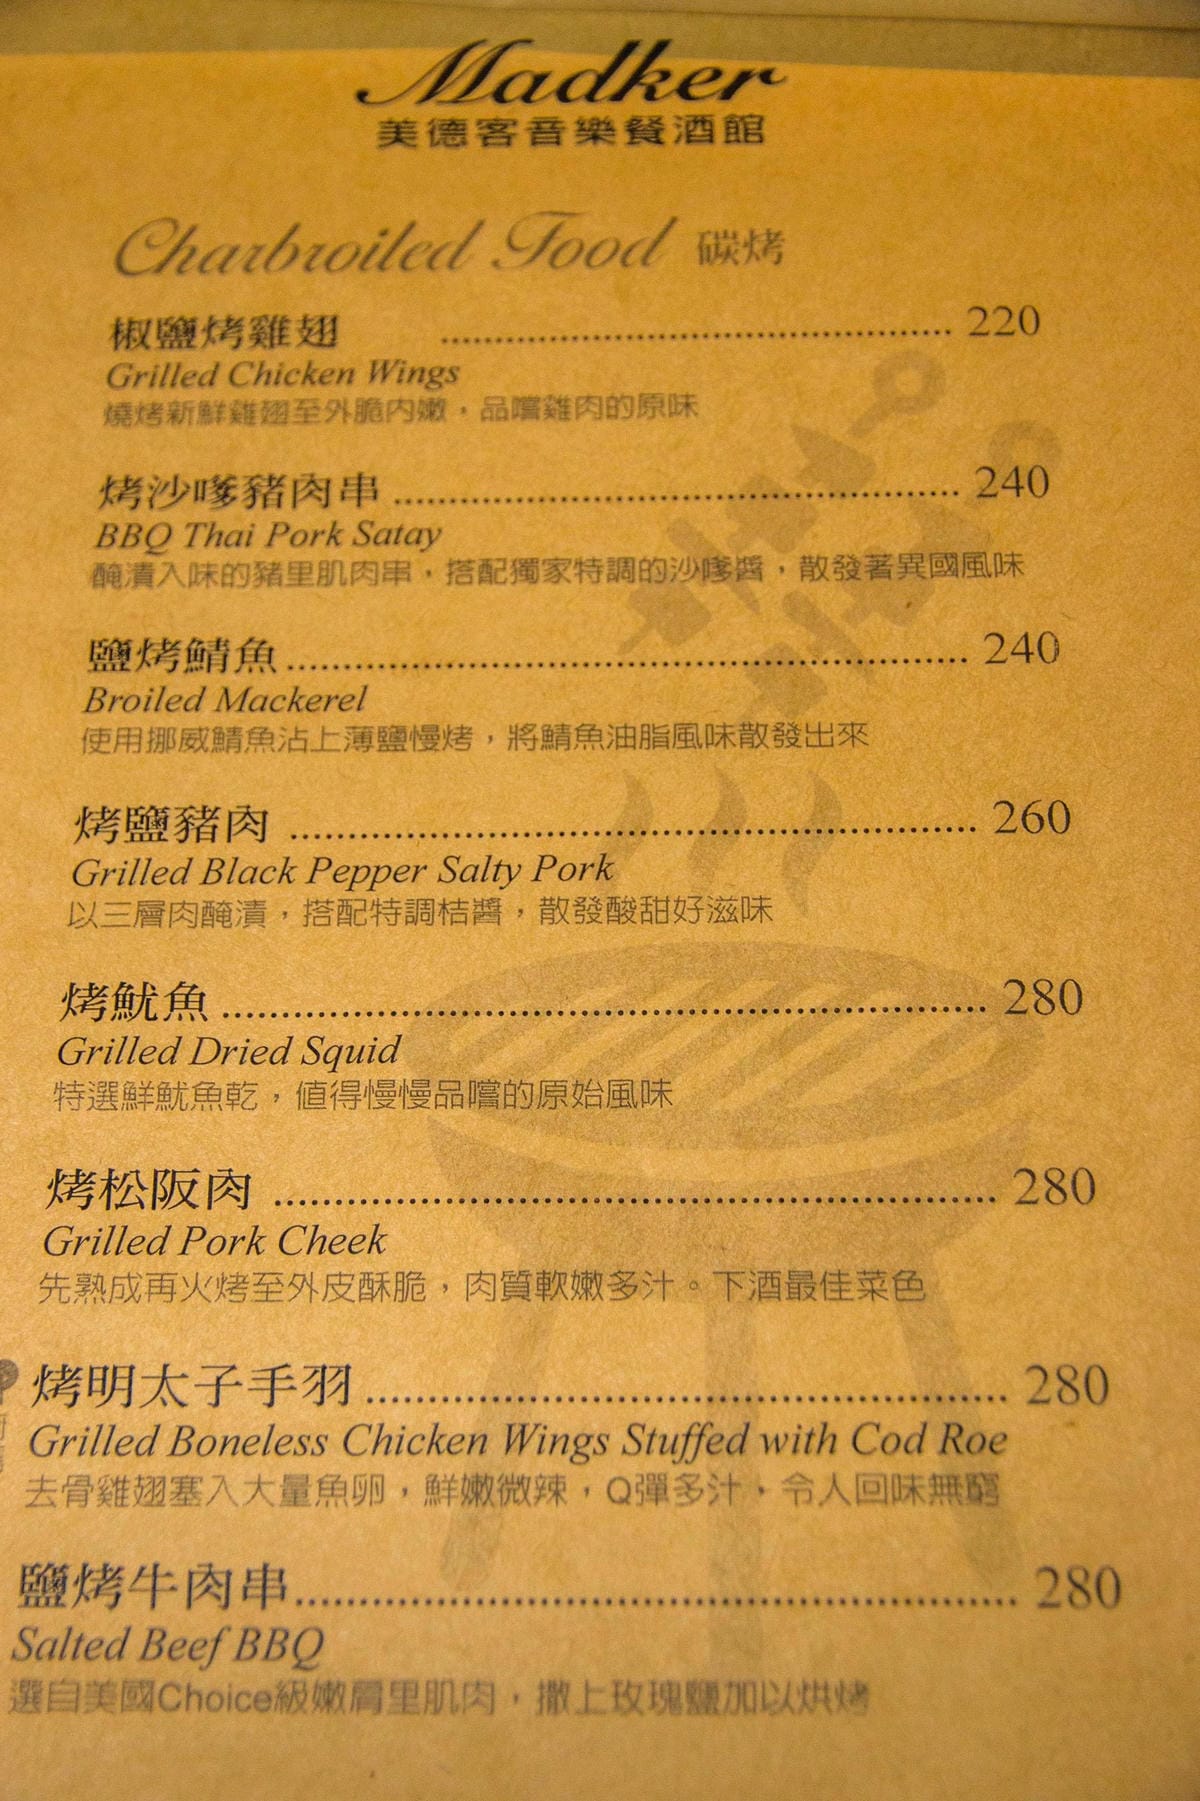 Madker
美德客音樂餐酒館
Charbroiled Food 碳烤
椒鹽烤雞翅 ........ 220
Grilled Chicken Wings
燒烤新鮮雞翅至外脆內嫩，品嚐雞肉的原味
烤沙嗲豬肉串 ........ 240
BBQ Thai Pork Satay
醃漬入味的豬里肌肉串，搭配獨家特調的沙嗲醬，散發著異國風味
鹽烤鯖魚 ........ 240
Broiled Mackerel
使用挪威鯖魚沾上薄鹽慢烤，將鯖魚油脂風味散發出來
烤鹽豬肉 ........ 260
Grilled Black Pepper Salty Pork
以三層肉醃漬，搭配特調桔醬，散發酸甜好滋味
烤魷魚 ........ 280
Grilled Dried Squid
特選鮮魷魚乾，值得慢慢品嚐的原始風味
烤松阪肉 ........ 280
Grilled Pork Cheek
先熟成再火烤至外皮酥脆，肉質軟嫩多汁。下酒最佳菜色
烤明太子手羽 ........ 280
Grilled Boneless Chicken Wings Stuffed with Cod Roe
去骨雞翅塞入大量魚卵，鮮嫩微辣，Q彈多汁，令人回味無窮
鹽烤牛肉串 ........ 280
Salted Beef BBQ
選自美國Choice級嫩肩里肌肉，撒上玫瑰鹽加以烘烤